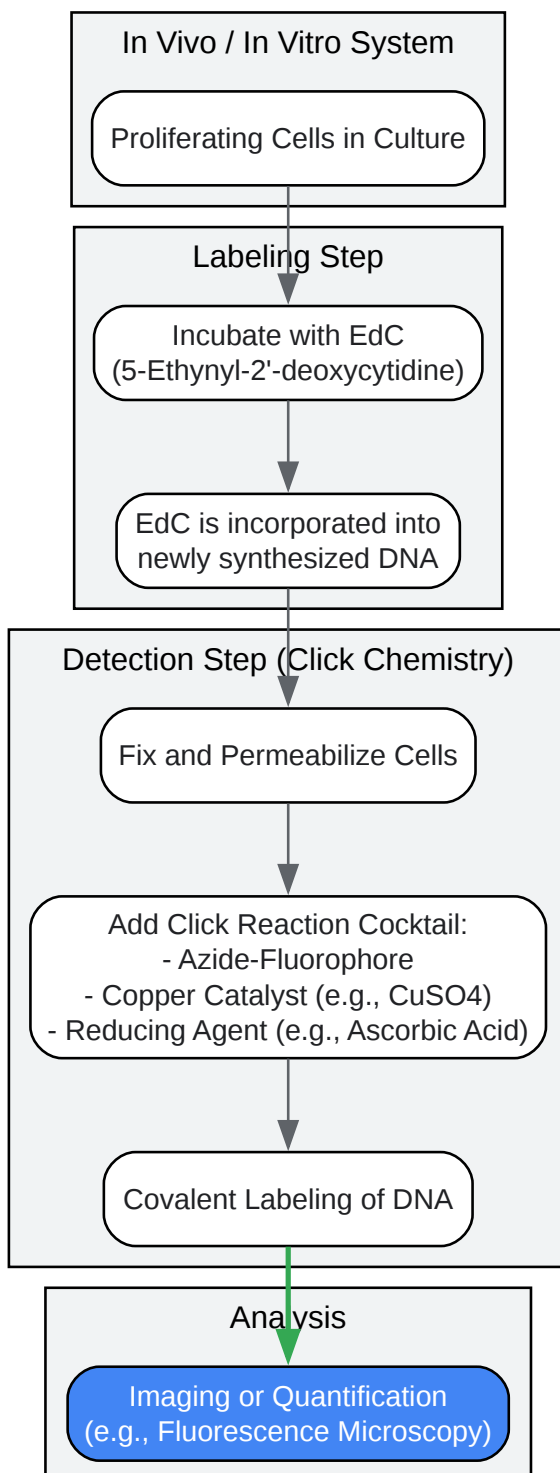 In Vivo / In Vitro System
Proliferating Cells in Culture
Labeling Step
Incubate with EdC
(5-Ethynyl-2'-deoxycytidine)
EdC is incorporated into
newly synthesized DNA
Detection Step (Click Chemistry)
Fix and Permeabilize Cells
Add Click Reaction Cocktail:
- Azide-Fluorophore
- Copper Catalyst (e.g., CuSO4)
- Reducing Agent (e.g., Ascorbic Acid)
Covalent Labeling of DNA
Analysis
Imaging or Quantification
(e.g., Fluorescence Microscopy)